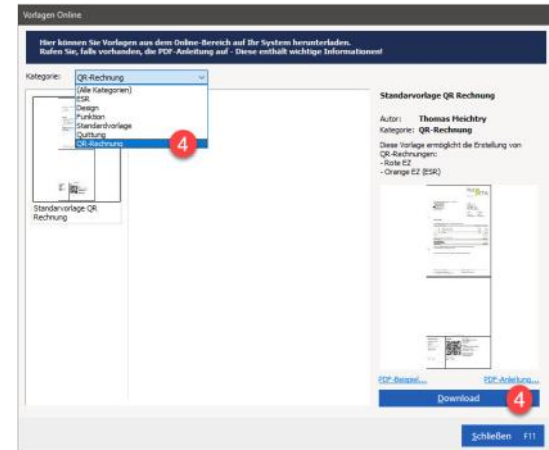 Vorlagen Online
Hier können Sie Vorlagen aus dem Online-Bereich auf Ihr System herunterladen.
Rufen Sie, falls vorhanden, die PDF-Anleitung auf - Diese enthält wichtige Informationen!
Kategorie:
QR-Rechnung
(Alle Kategorien)
ESR
Design
Funktion
Standardvorlage
Quittung
QR-Rechnung
4
Standardvorlage QR
Rechnung
Standardvorlage QR Rechnung
Autor: Thomas Meichtry
Kategorie: QR-Rechnung
Diese Vorlage ermöglicht die Erstellung von
QR-Rechnungen:
- Rote EZ
- Orange EZ (ESR)
PDF-Beispiel...
PDF-Anleitung...
Download
4
Schließen F11